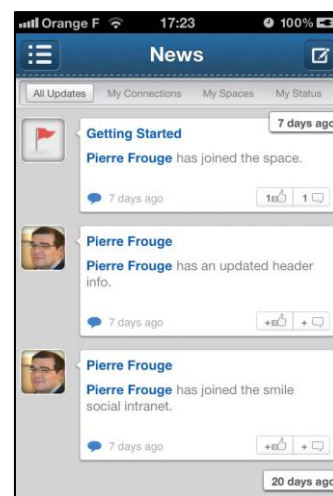 Orange F 17:23 100%
News
All Updates My Connections My Spaces My Status
7 days ago
Getting Started
Pierre Frouge has joined the space.
7 days ago 1 1
Pierre Frouge
Pierre Frouge has an updated header
info.
7 days ago + +
Pierre Frouge
Pierre Frouge has joined the smile
social intranet.
7 days ago + +
20 days ago